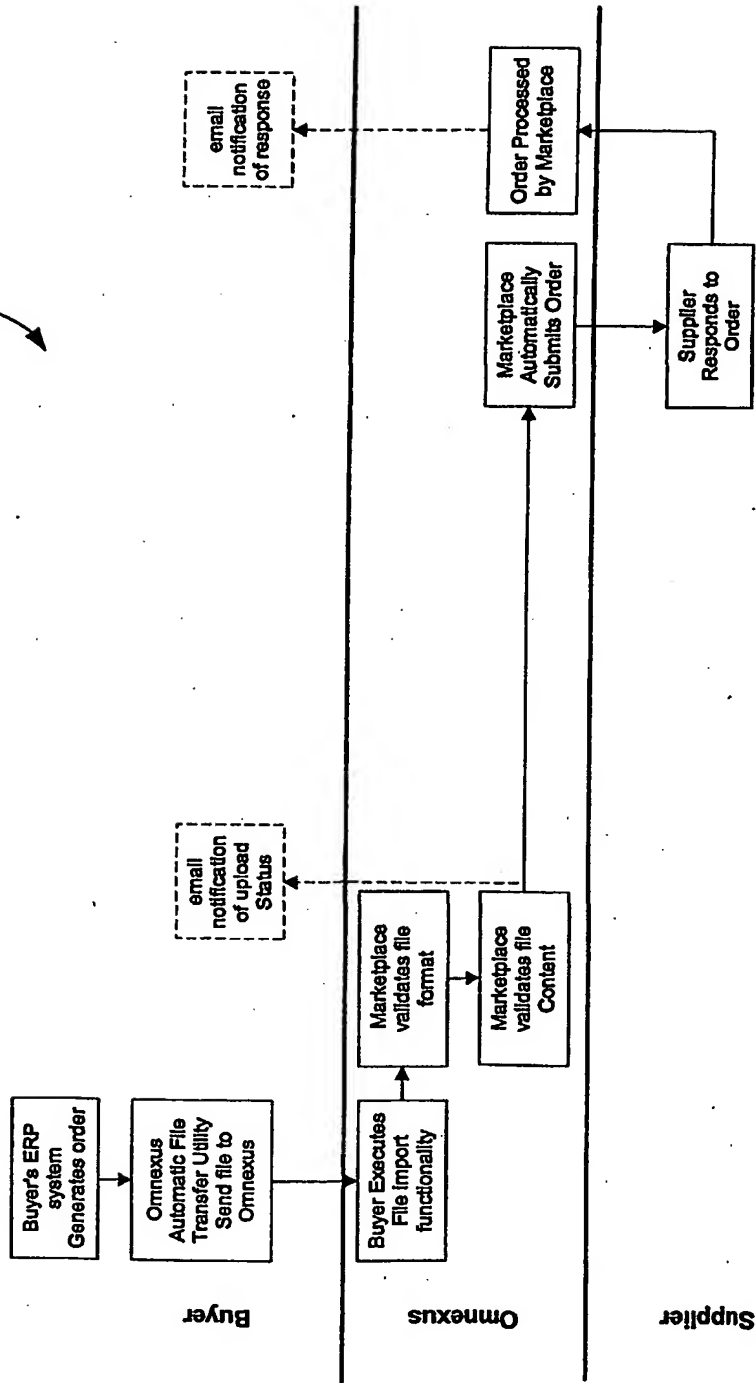 Buyer's ERP
system
Generates order
Omnexus
Automatic File
Transfer Utility
Send file to
Omnexus
email
notification
of upload
Status
email
notification
of response
Buyer
Buyer Executes
File Import
functionality
Marketplace
validates file
format
Marketplace
validates file
Content
Marketplace
Automatically
Submits Order
Order Processed
by Marketplace
Omnexus
Supplier
Responds to
Order
Supplier